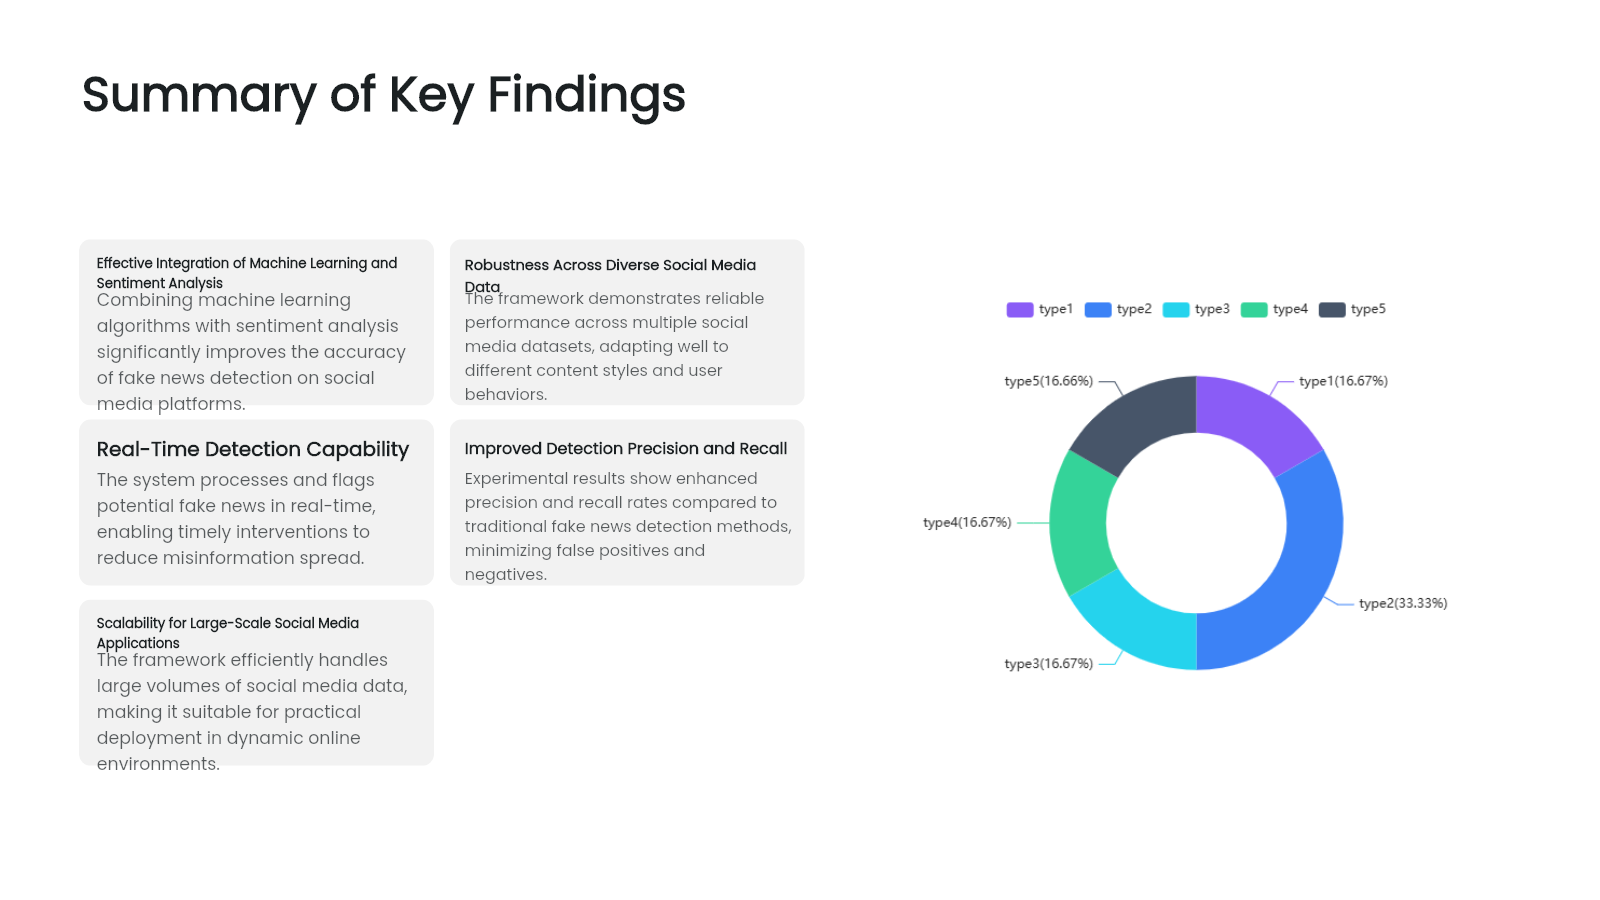 Summary of Key Findings
Effective Integration of Machine Learning and
Sentiment Analysis
Combining machine learning
algorithms with sentiment analysis
significantly improves the accuracy
of fake news detection on social
media platforms.
Robustness Across Diverse Social Media
Data
The framework demonstrates reliable
performance across multiple social
media datasets, adapting well to
different content styles and user
behaviors.
Real-Time Detection Capability
The system processes and flags
potential fake news in real-time,
enabling timely interventions to
reduce misinformation spread.
Improved Detection Precision and Recall
Experimental results show enhanced
precision and recall rates compared to
traditional fake news detection methods,
minimizing false positives and
negatives.
Scalability for Large-Scale Social Media
Applications
The framework efficiently handles
large volumes of social media data,
making it suitable for practical
deployment in dynamic online
environments.
type1 type2 type3 type4 type5
type5(16.66%)
type1(16.67%)
type4(16.67%)
type2(33.33%)
type3(16.67%)